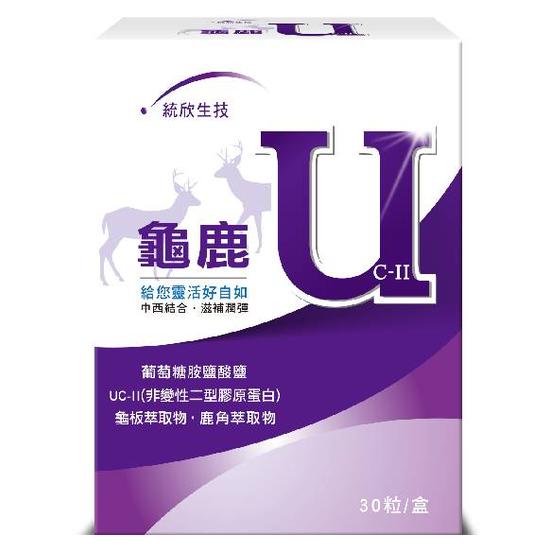 統欣生技
U
C-II
龜鹿
給您靈活好自如
中西結合・滋補潤彈
葡萄糖胺鹽酸鹽
UC-II(非變性二型膠原蛋白)
龜板萃取物・鹿角萃取物
30粒/盒